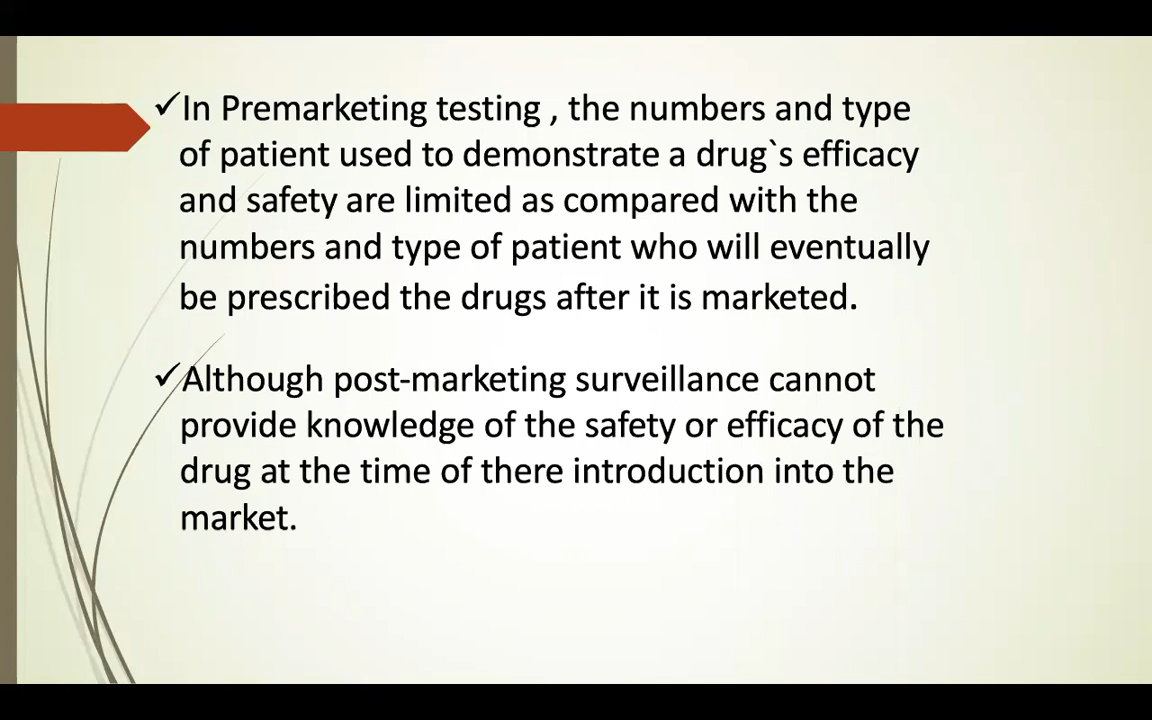 ✓In Premarketing testing , the numbers and type
of patient used to demonstrate a drug`s efficacy
and safety are limited as compared with the
numbers and type of patient who will eventually
be prescribed the drugs after it is marketed.
✓Although post-marketing surveillance cannot
provide knowledge of the safety or efficacy of the
drug at the time of there introduction into the
market.